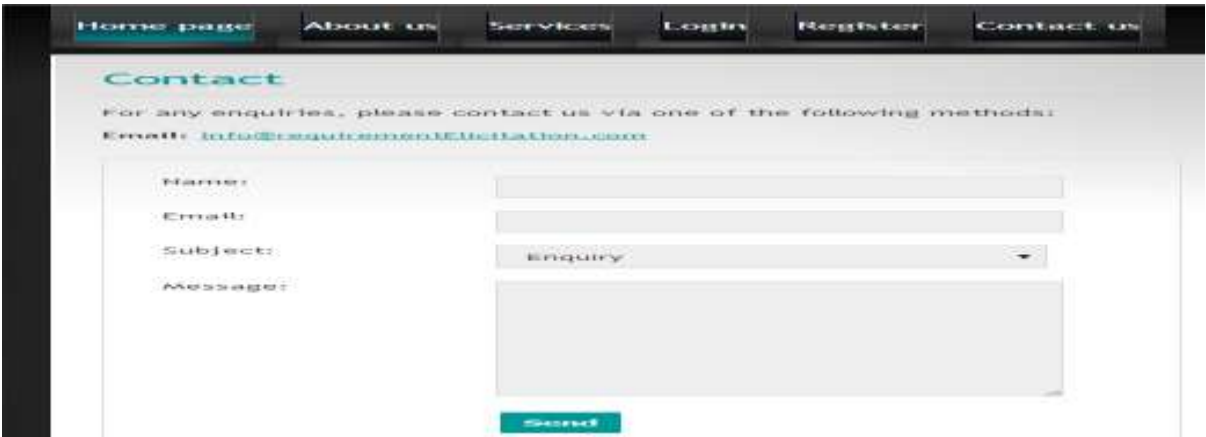 Home page About us Services Login Register Contact us
Contact
For any enquiries, please contact us via one of the following methods:
Email: info@requirementElicitation.com
Name:
Email:
Subject: Enquiry
Message:
Send